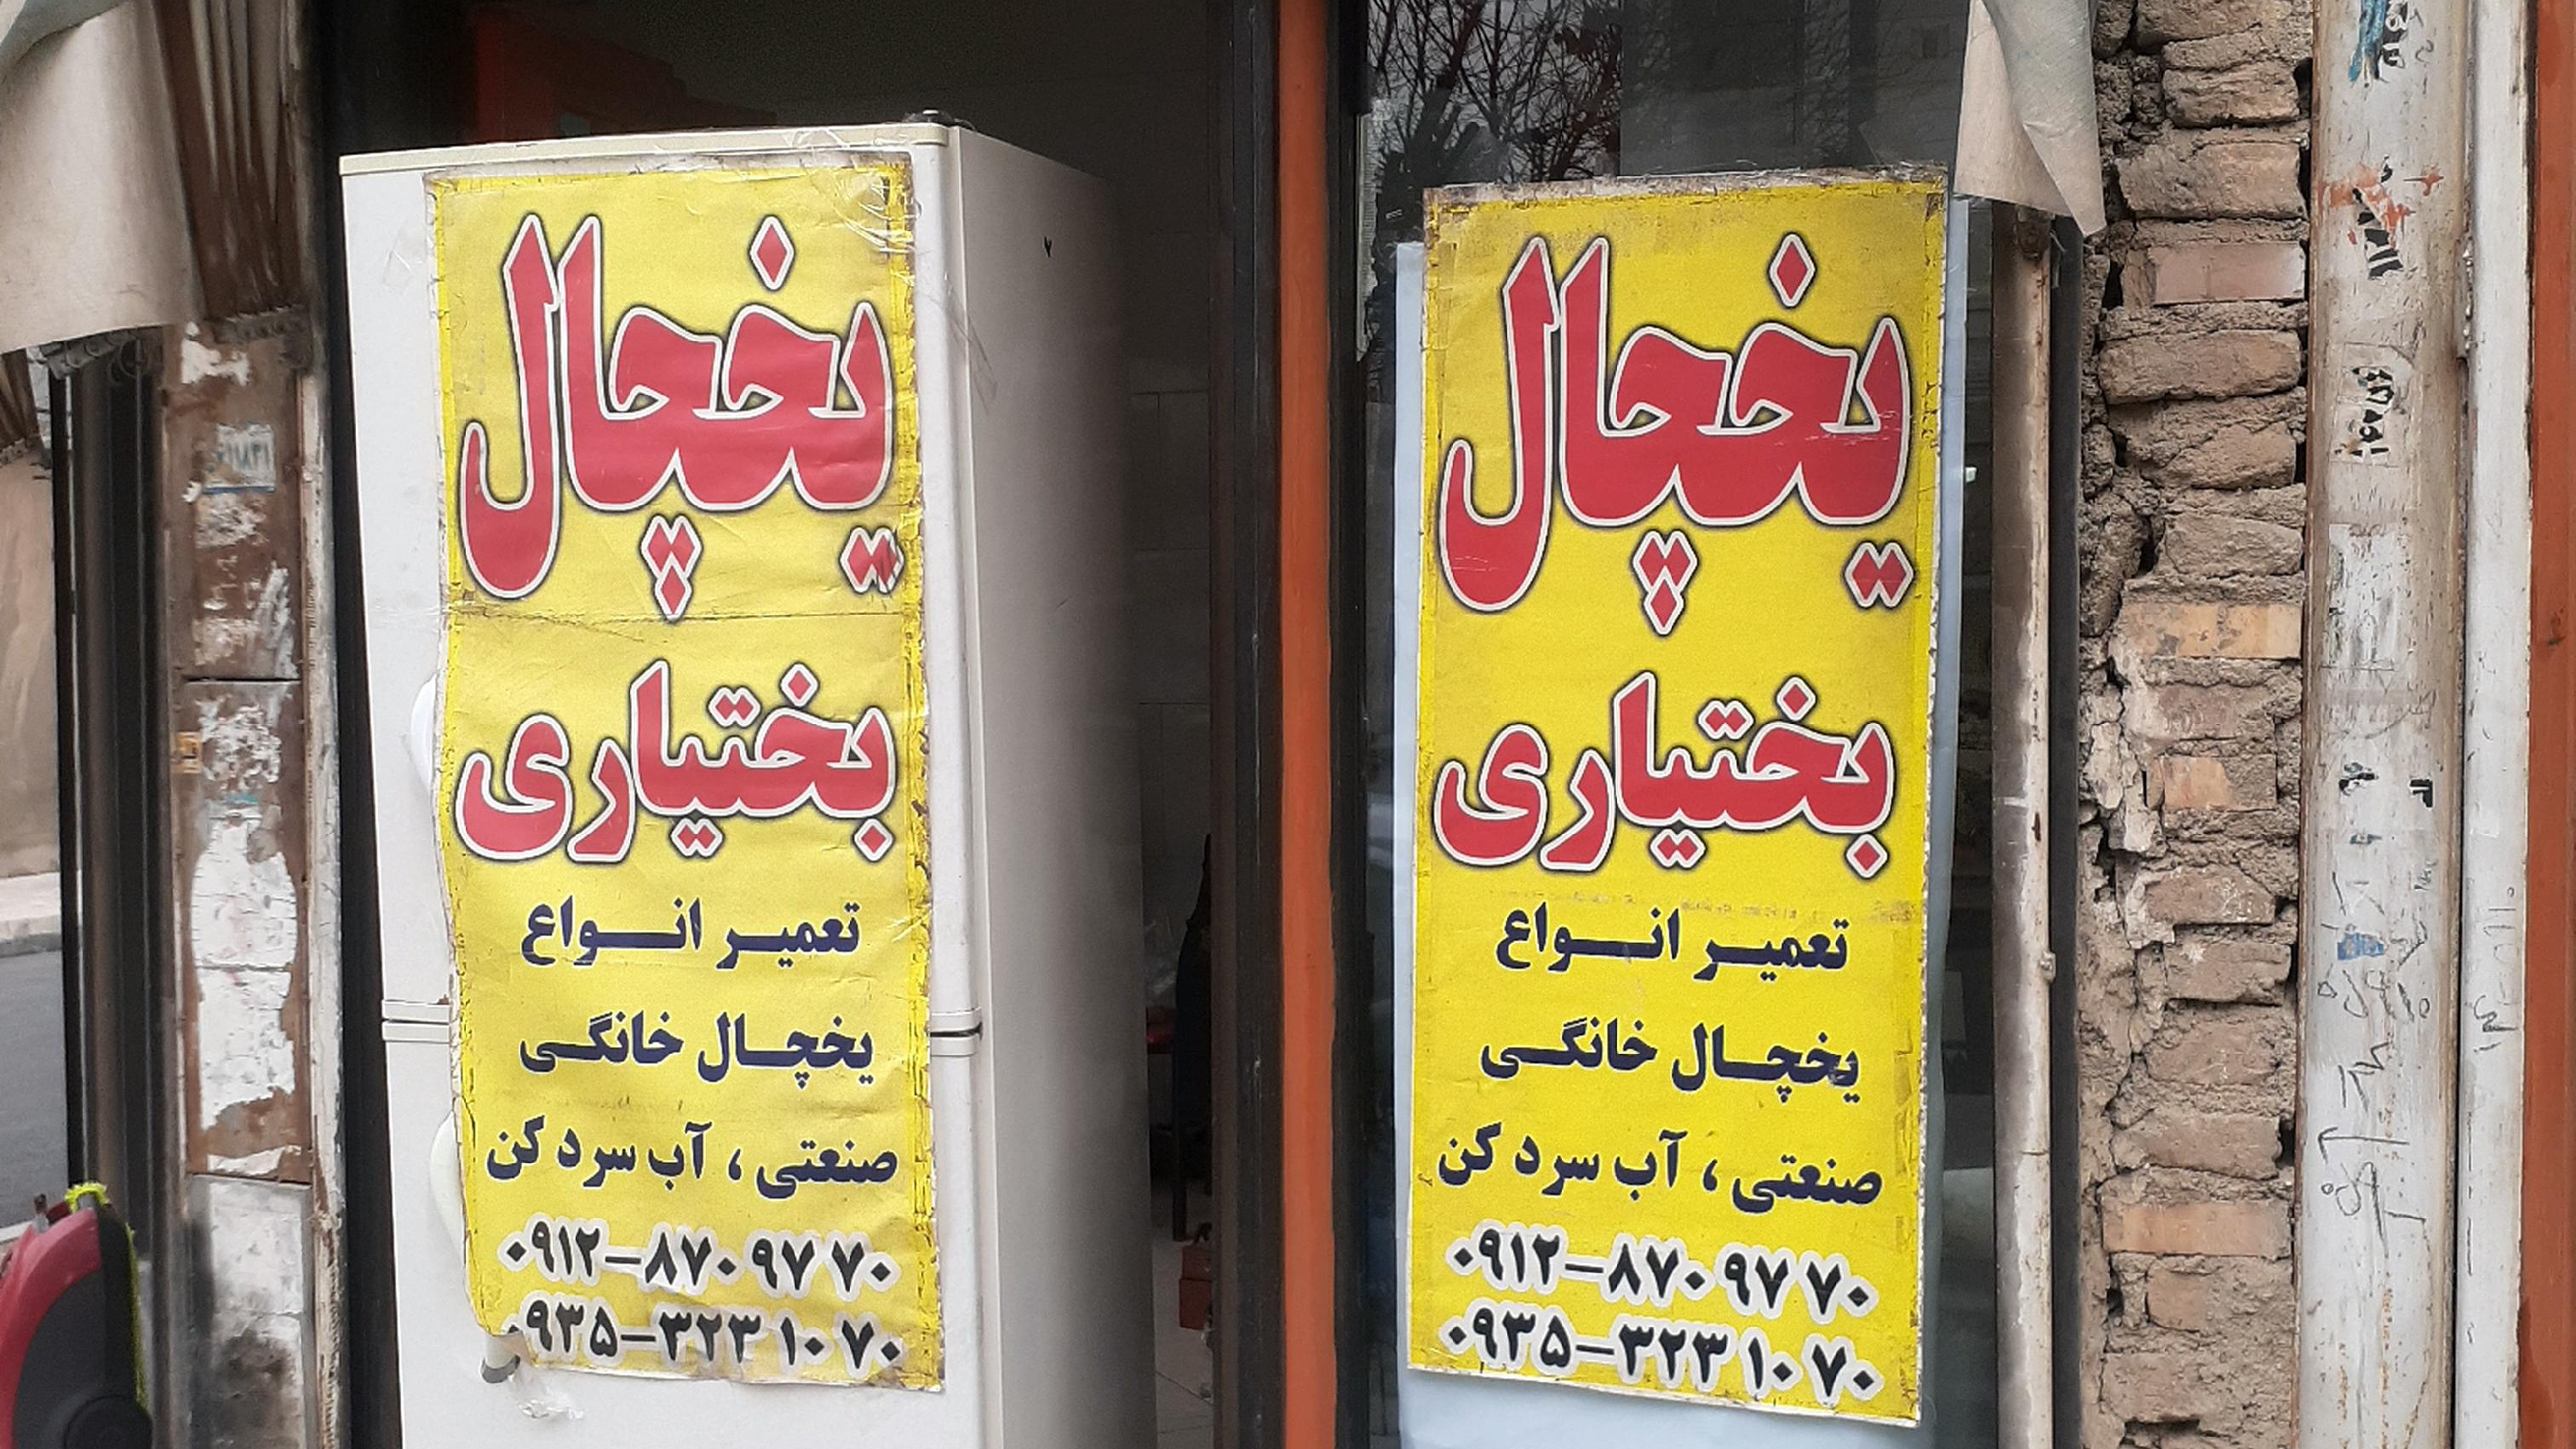 یخچال
بختیاری
تعمیر انواع
یخچال خانگی
صنعتی ، آب سرد کن
۰۹۱۲-۸۷۰ ۹۷ ۷۰
۰۹۳۵-۳۲۳ ۱۰ ۷۰
یخچال
بختیاری
تعمیر انواع
یخچال خانگی
صنعتی ، آب سرد کن
۰۹۱۲-۸۷۰ ۹۷ ۷۰
۰۹۳۵-۳۲۳ ۱۰ ۷۰